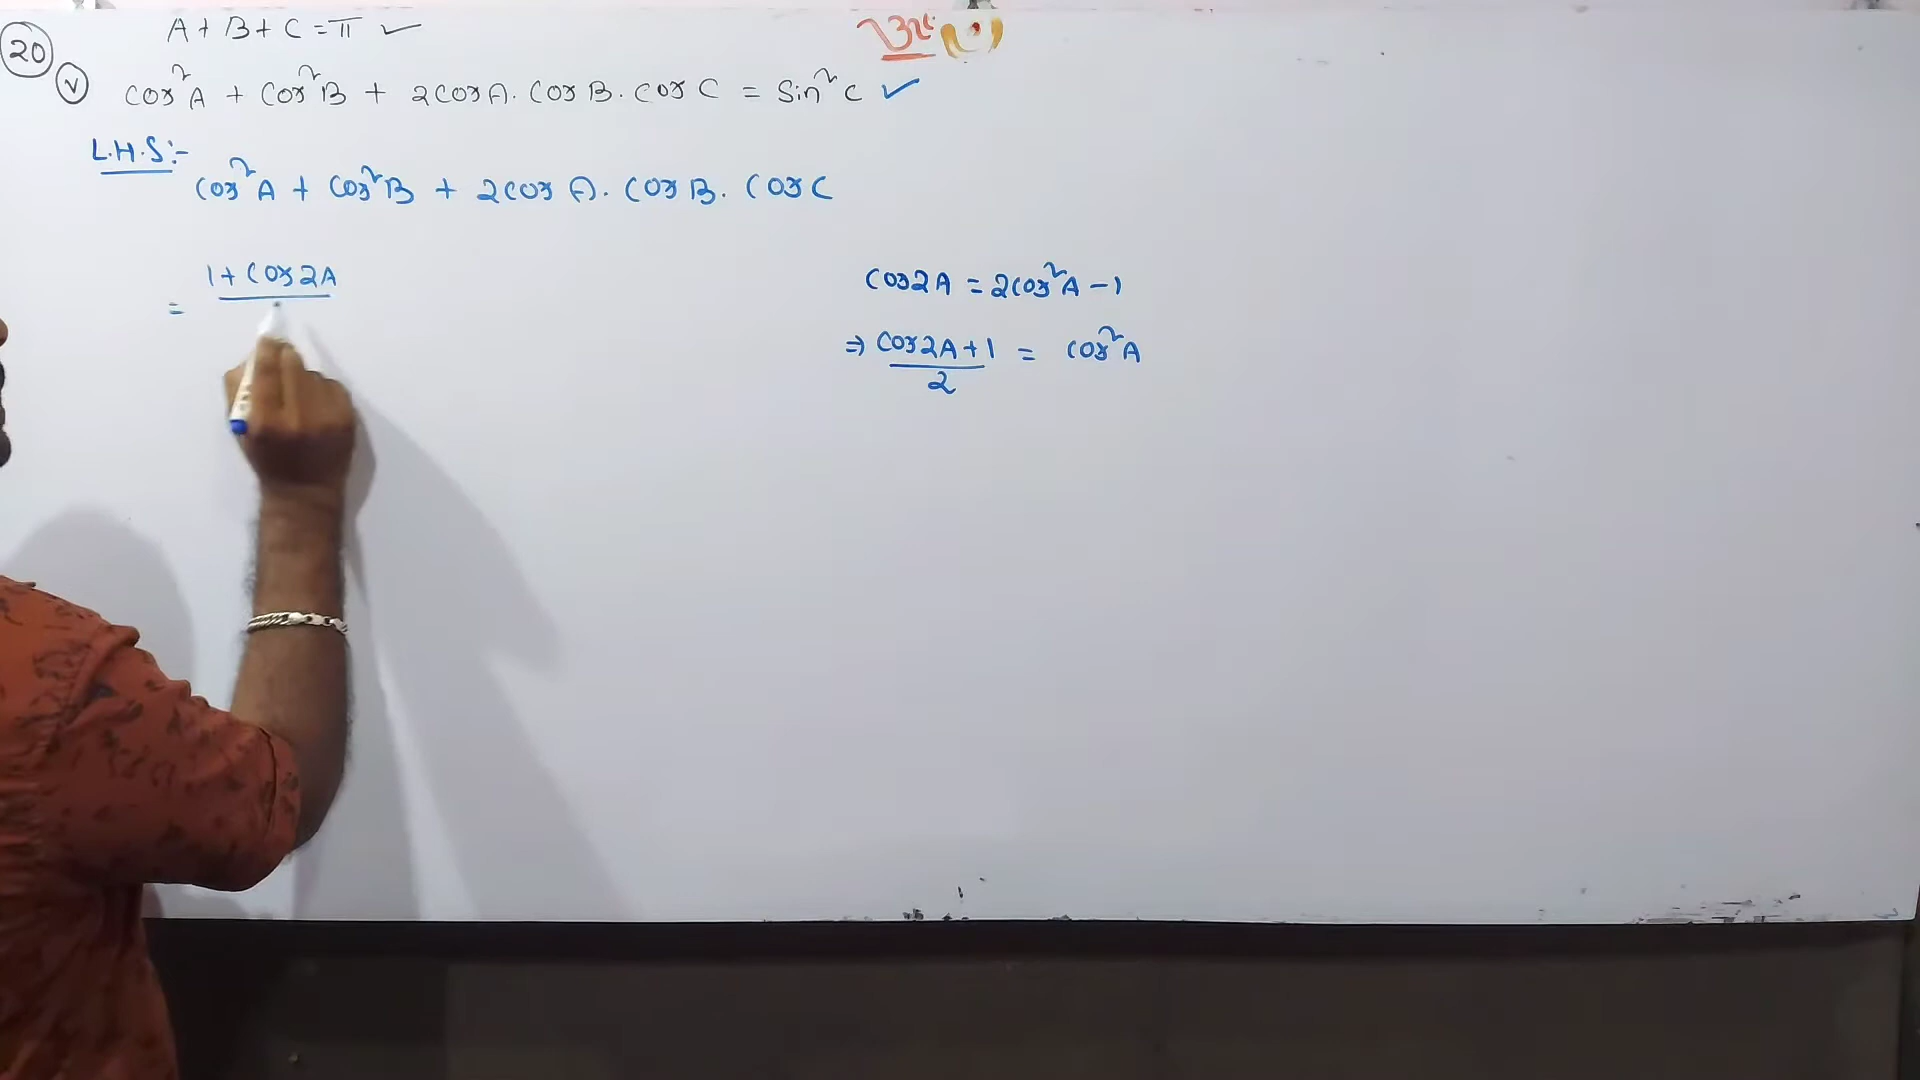 20
A + B + C = π ✓
V
cos²A + cos²B + 2cosA. cosB. cosC = Sin²C ✓
L.H.S:-
cos²A + cos²B + 2cosA. cosB. cosC
= 1 + cos2A
cos2A = 2cos²A - 1
⇒ cos2A + 1 / 2 = cos²A